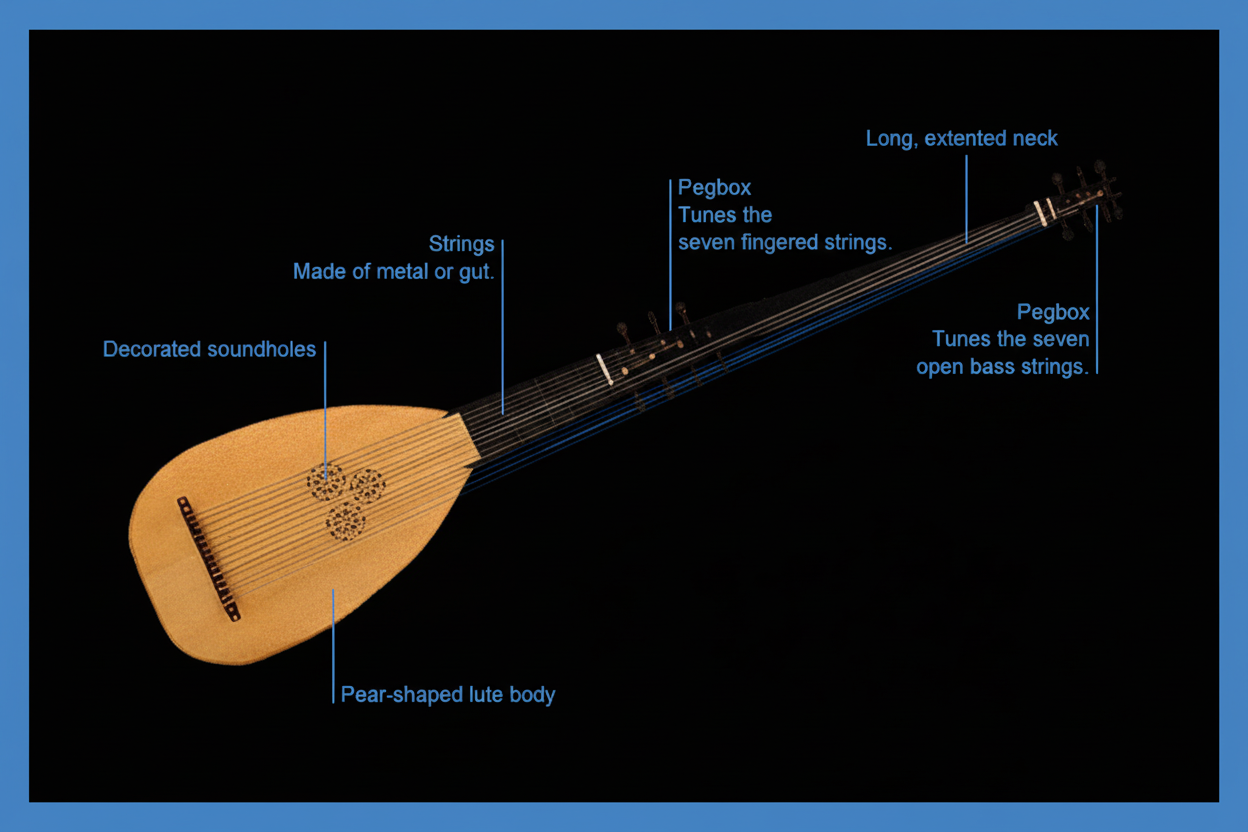 Long, extented neck
Pegbox
Tunes the
seven fingered strings.
Strings
Made of metal or gut.
Pegbox
Tunes the seven
open bass strings.
Decorated soundholes
Pear-shaped lute body